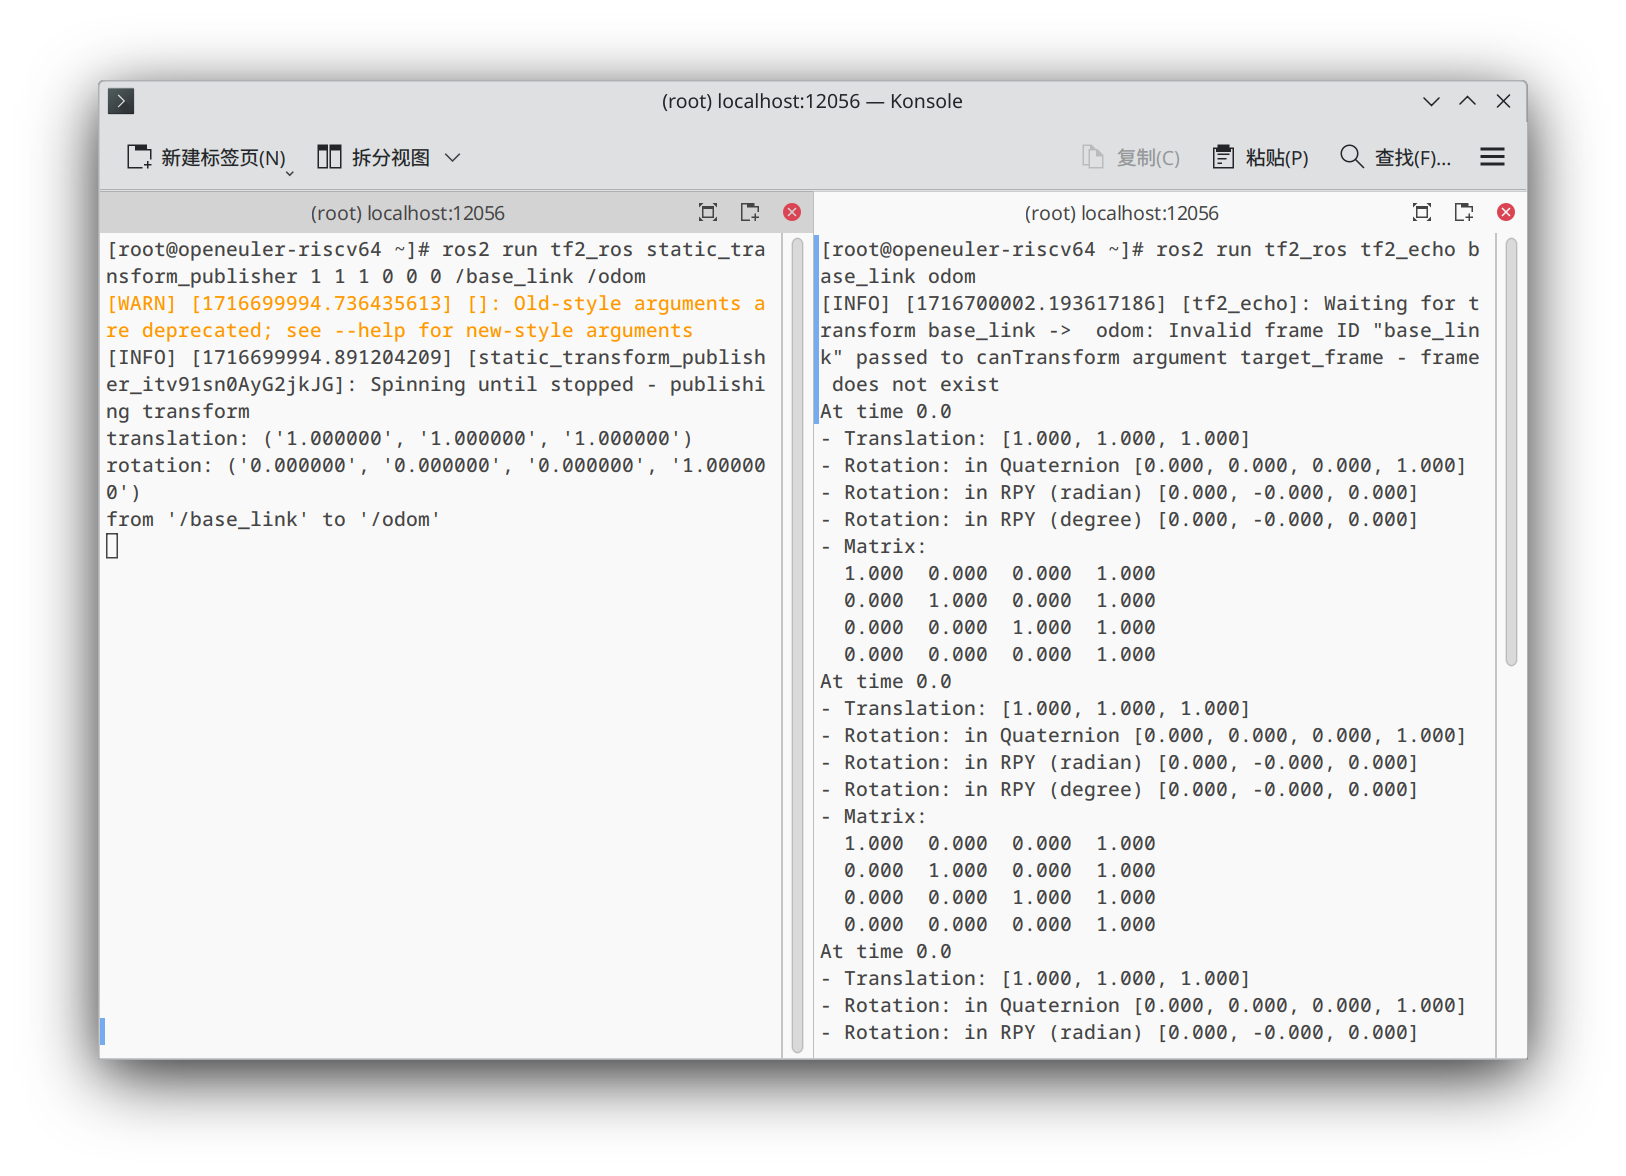 (root) localhost:12056 — Konsole
新建标签页(N) 拆分视图 复制(C) 粘贴(P) 查找(F)...
(root) localhost:12056
[root@openeuler-riscv64 ~]# ros2 run tf2_ros static_tra
nsform_publisher 1 1 1 0 0 0 /base_link /odom
[WARN] [1716699994.736435613] []: Old-style arguments a
re deprecated; see --help for new-style arguments
[INFO] [1716699994.891204209] [static_transform_publish
er_itv91sn0AyG2jkJG]: Spinning until stopped - publishi
ng transform
translation: ('1.000000', '1.000000', '1.000000')
rotation: ('0.000000', '0.000000', '0.000000', '1.00000
0')
from '/base_link' to '/odom'
(root) localhost:12056
[root@openeuler-riscv64 ~]# ros2 run tf2_ros tf2_echo b
ase_link odom
[INFO] [1716700002.193617186] [tf2_echo]: Waiting for t
ransform base_link ->  odom: Invalid frame ID "base_lin
k" passed to canTransform argument target_frame - frame
 does not exist
At time 0.0
- Translation: [1.000, 1.000, 1.000]
- Rotation: in Quaternion [0.000, 0.000, 0.000, 1.000]
- Rotation: in RPY (radian) [0.000, -0.000, 0.000]
- Rotation: in RPY (degree) [0.000, -0.000, 0.000]
- Matrix:
  1.000  0.000  0.000  1.000
  0.000  1.000  0.000  1.000
  0.000  0.000  1.000  1.000
  0.000  0.000  0.000  1.000
At time 0.0
- Translation: [1.000, 1.000, 1.000]
- Rotation: in Quaternion [0.000, 0.000, 0.000, 1.000]
- Rotation: in RPY (radian) [0.000, -0.000, 0.000]
- Rotation: in RPY (degree) [0.000, -0.000, 0.000]
- Matrix:
  1.000  0.000  0.000  1.000
  0.000  1.000  0.000  1.000
  0.000  0.000  1.000  1.000
  0.000  0.000  0.000  1.000
At time 0.0
- Translation: [1.000, 1.000, 1.000]
- Rotation: in Quaternion [0.000, 0.000, 0.000, 1.000]
- Rotation: in RPY (radian) [0.000, -0.000, 0.000]